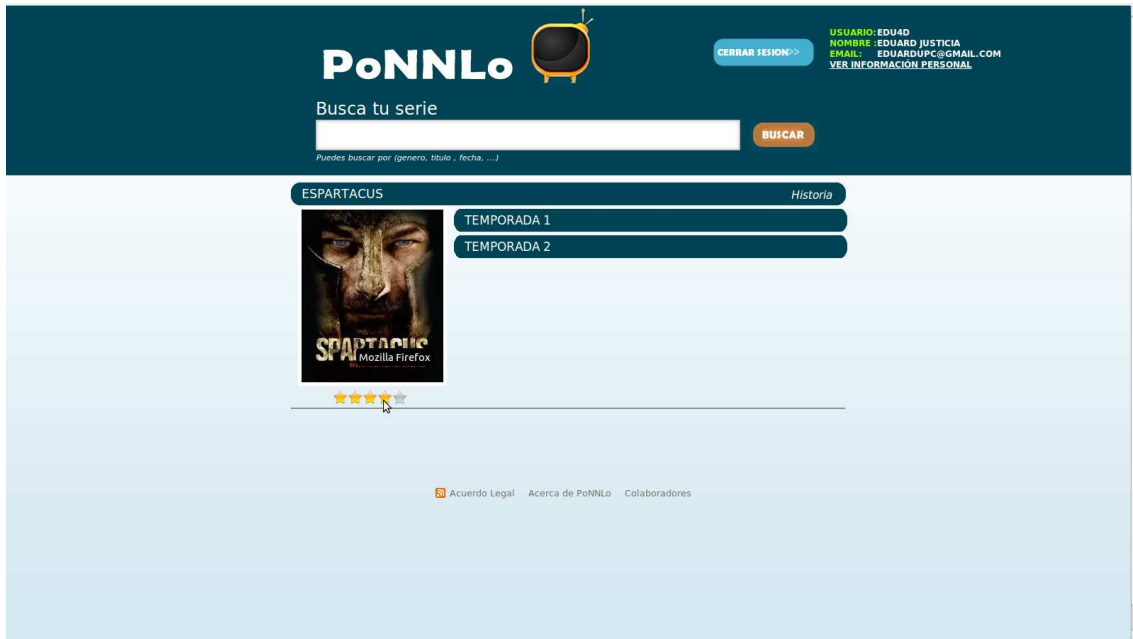 PoNNLo
CERRAR SESION>>
USUARIO: EDU4D
NOMBRE : EDUARD JUSTICIA
EMAIL: EDUARDUPC@GMAIL.COM
VER INFORMACIÓN PERSONAL
Busca tu serie
BUSCAR
Puedes buscar por (genero, titulo , fecha, ...)
ESPARTACUS Historia
TEMPORADA 1
TEMPORADA 2
SPARTACUS
Mozilla Firefox
Acuerdo Legal Acerca de PoNNLo Colaboradores